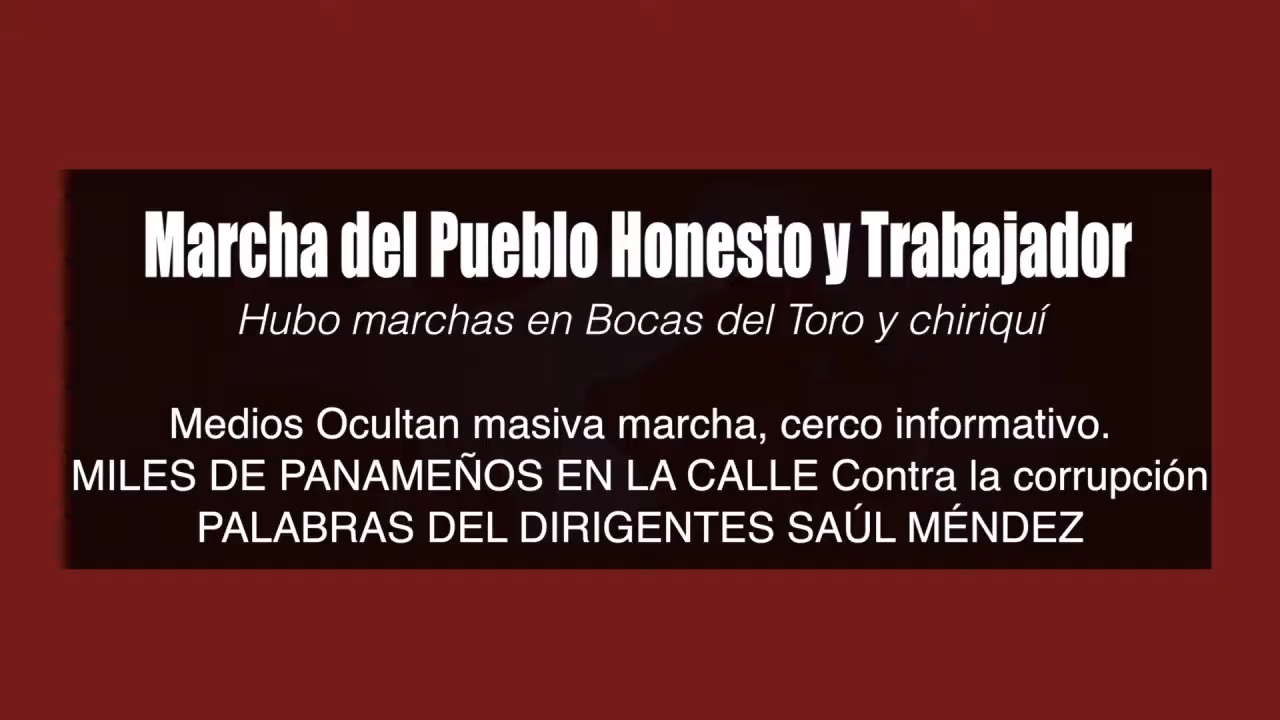 Marcha del Pueblo Honesto y Trabajador
Hubo marchas en Bocas del Toro y chiriquí
Medios Ocultan masiva marcha, cerco informativo.
MILES DE PANAMEÑOS EN LA CALLE Contra la corrupción
PALABRAS DEL DIRIGENTES SAÚL MÉNDEZ